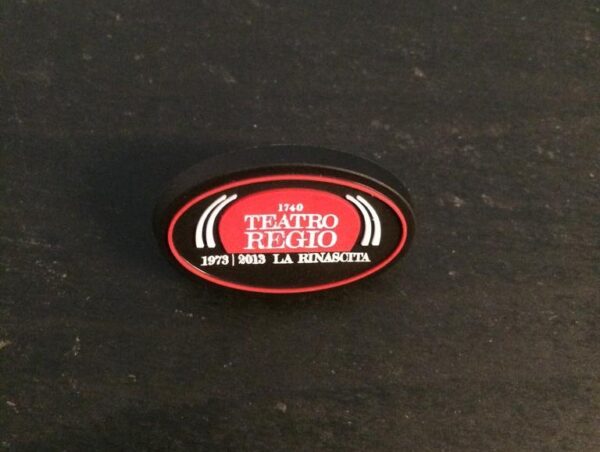 1740
TEATRO
REGIO
1973 | 2013 LA RINASCITA